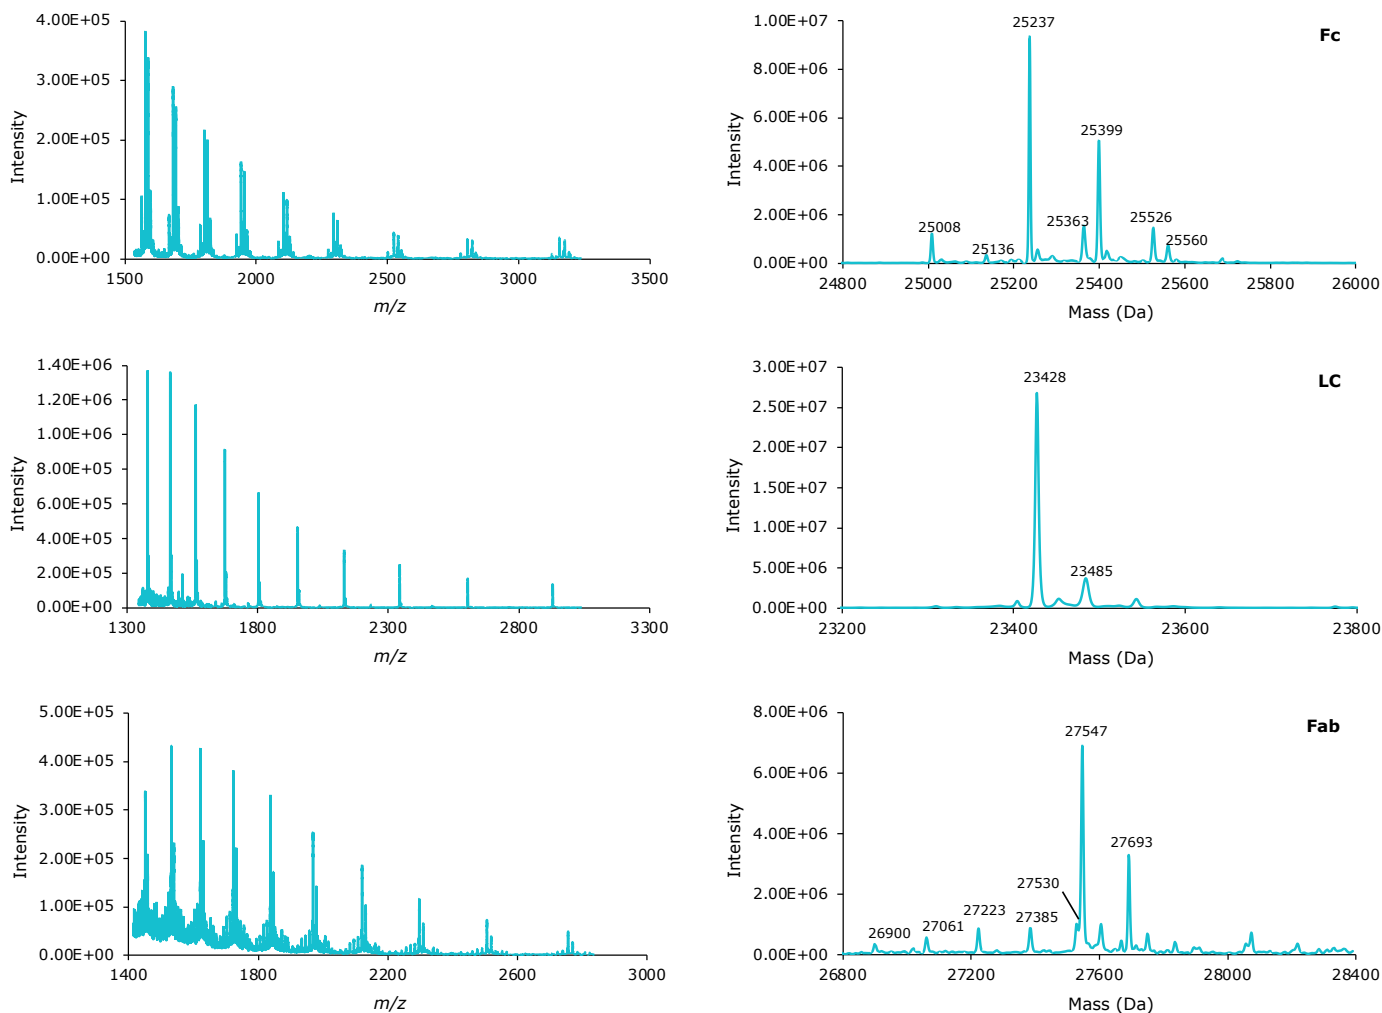 4.00E+05
3.00E+05
2.00E+05
1.00E+05
0.00E+00
Intensity
1500
2000
2500
3000
3500
m/z
1.00E+07
8.00E+06
6.00E+06
4.00E+06
2.00E+06
0.00E+00
Intensity
Fc
25237
25399
25008
25136
25363
25526
25560
24800
25000
25200
25400
25600
25800
26000
Mass (Da)
1.40E+06
1.20E+06
1.00E+06
8.00E+05
6.00E+05
4.00E+05
2.00E+05
0.00E+00
Intensity
1300
1800
2300
2800
3300
m/z
3.00E+07
2.50E+07
2.00E+07
1.50E+07
1.00E+07
5.00E+06
0.00E+00
Intensity
LC
23428
23485
23200
23400
23600
23800
Mass (Da)
5.00E+05
4.00E+05
3.00E+05
2.00E+05
1.00E+05
0.00E+00
Intensity
1400
1800
2200
2600
3000
m/z
8.00E+06
6.00E+06
4.00E+06
2.00E+06
0.00E+00
Intensity
Fab
27547
27693
27530
27223
27385
27061
26900
26800
27200
27600
28000
28400
Mass (Da)